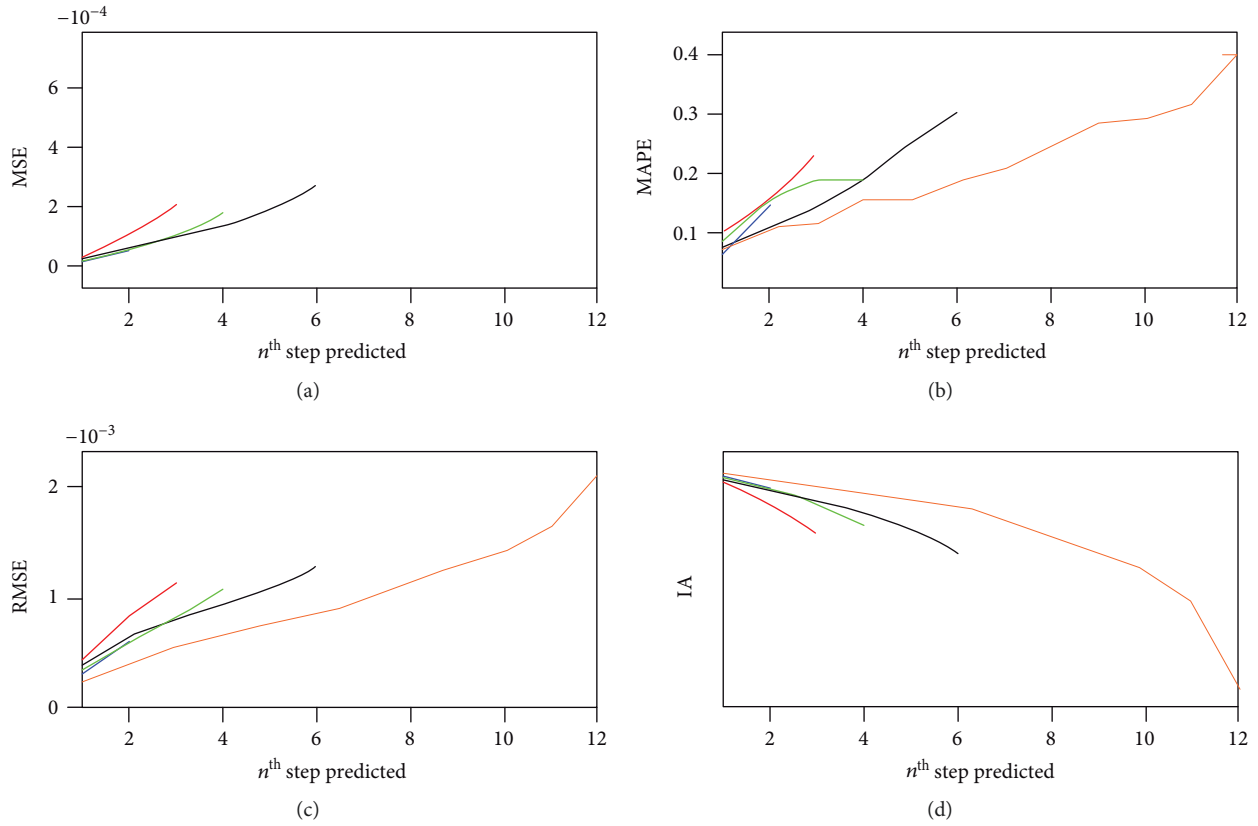 −10⁻⁴
6
4
2
0
MSE
2 4 6 8 10 12
nᵗʰ step predicted
(a)
0.4
0.3
0.2
0.1
MAPE
2 4 6 8 10 12
nᵗʰ step predicted
(b)
−10⁻³
2
1
0
RMSE
2 4 6 8 10 12
nᵗʰ step predicted
(c)
IA
2 4 6 8 10 12
nᵗʰ step predicted
(d)